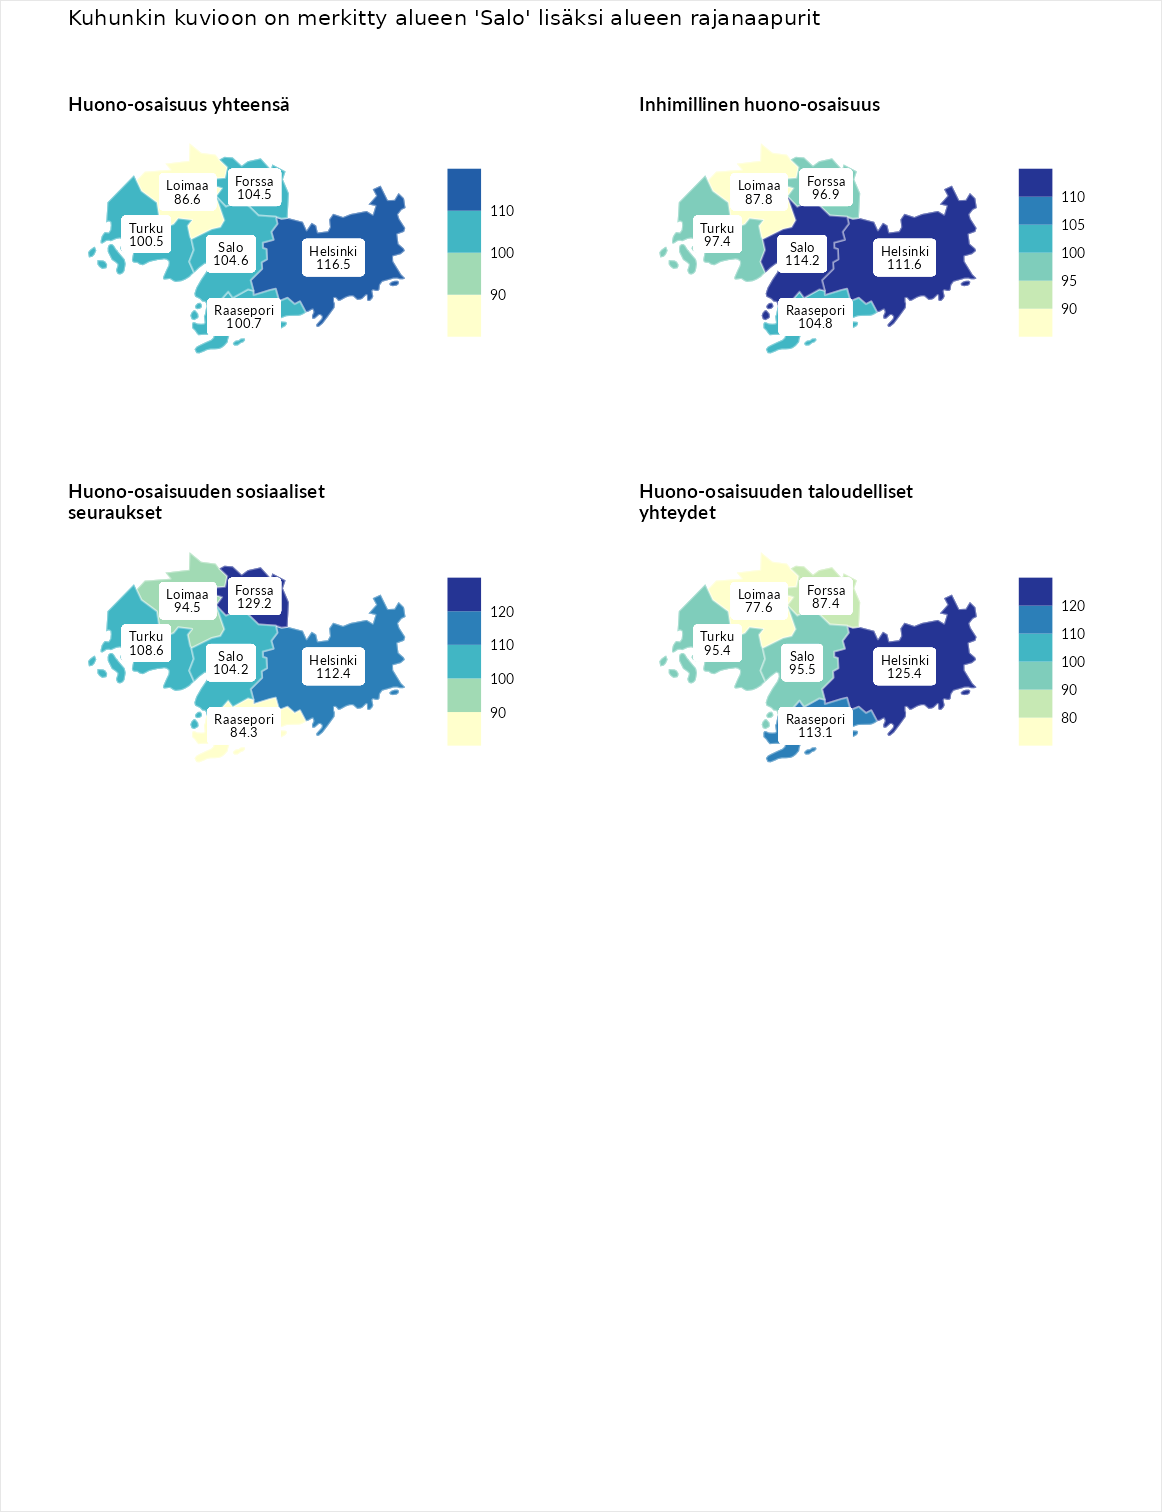 Kuhunkin kuvioon on merkitty alueen 'Salo' lisäksi alueen rajanaapurit
Huono-osaisuus yhteensä
Loimaa
86.6
Forssa
104.5
Turku
100.5
Salo
104.6
Helsinki
116.5
Raasepori
100.7
110
100
90
Inhimillinen huono-osaisuus
Loimaa
87.8
Forssa
96.9
Turku
97.4
Salo
114.2
Helsinki
111.6
Raasepori
104.8
110
105
100
95
90
Huono-osaisuuden sosiaaliset
seuraukset
Loimaa
94.5
Forssa
129.2
Turku
108.6
Salo
104.2
Helsinki
112.4
Raasepori
84.3
120
110
100
90
Huono-osaisuuden taloudelliset
yhteydet
Loimaa
77.6
Forssa
87.4
Turku
95.4
Salo
95.5
Helsinki
125.4
Raasepori
113.1
120
110
100
90
80